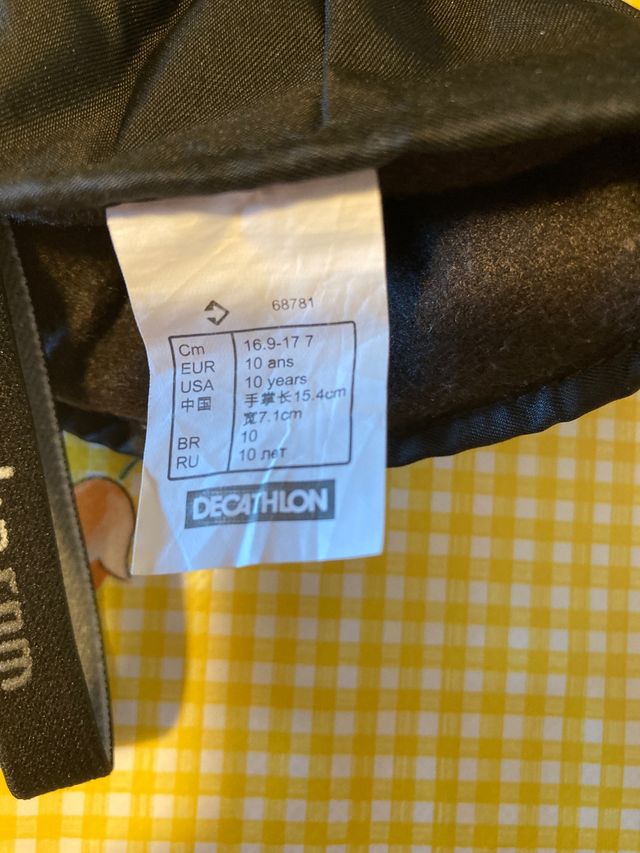 68781
Cm 16.9-17 7
EUR 10 ans
USA 10 years
中国 手掌长15.4cm
宽7.1cm
BR 10
RU 10 лет
DECATHLON